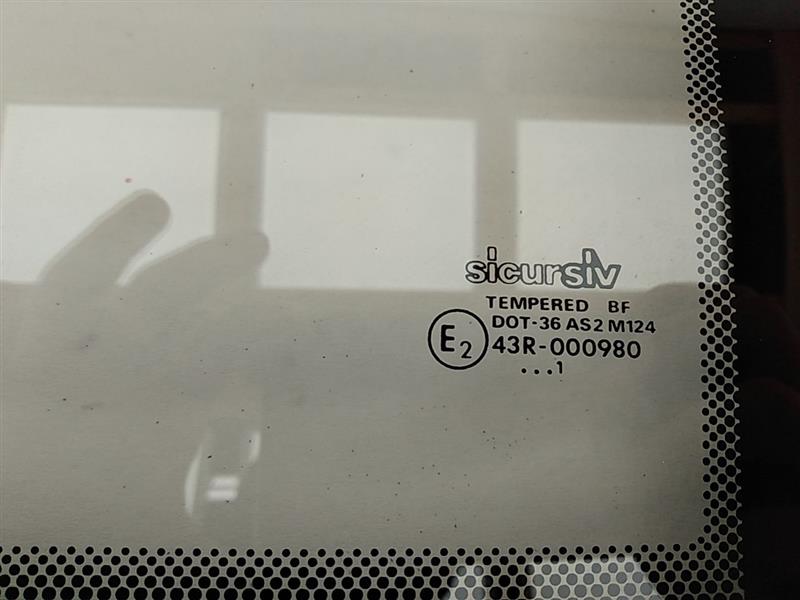 sicursiv
TEMPERED BF
DOT-36 AS2 M124
E2 43R-000980
...1